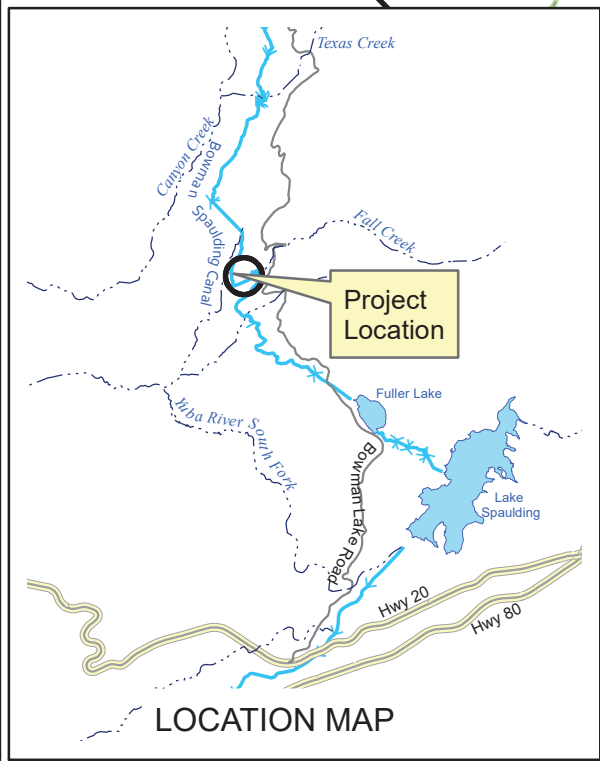 Texas Creek
Canyon Creek
Bowman Spaulding Canal
Fall Creek
Project
Location
Yuba River South Fork
Fuller Lake
Lake
Spaulding
Bowman Lake Road
Hwy 20
Hwy 80
LOCATION MAP